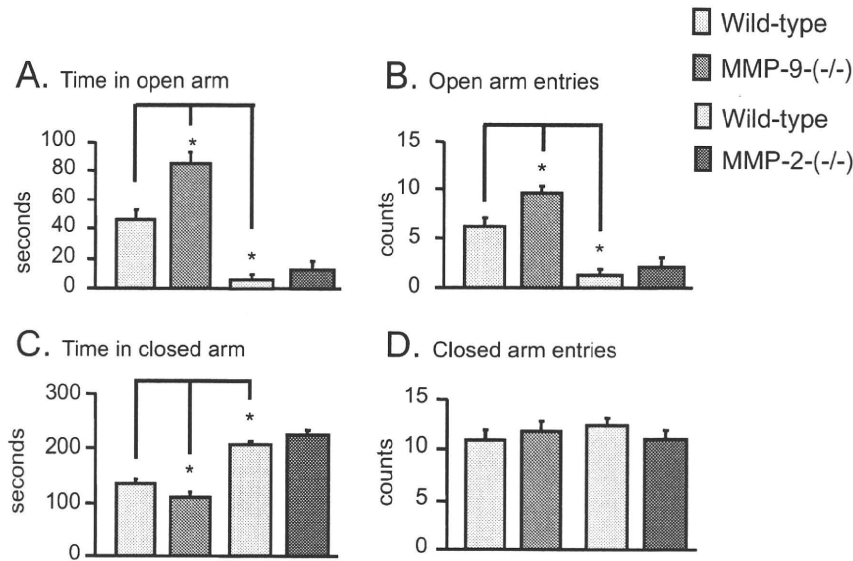 Wild-type
MMP-9-(-/-)
Wild-type
MMP-2-(-/-)
A. Time in open arm
100
80
60
40
20
0
seconds
*
*
B. Open arm entries
15
10
5
0
counts
*
*
C. Time in closed arm
300
200
100
0
seconds
*
*
D. Closed arm entries
15
10
15
0
counts